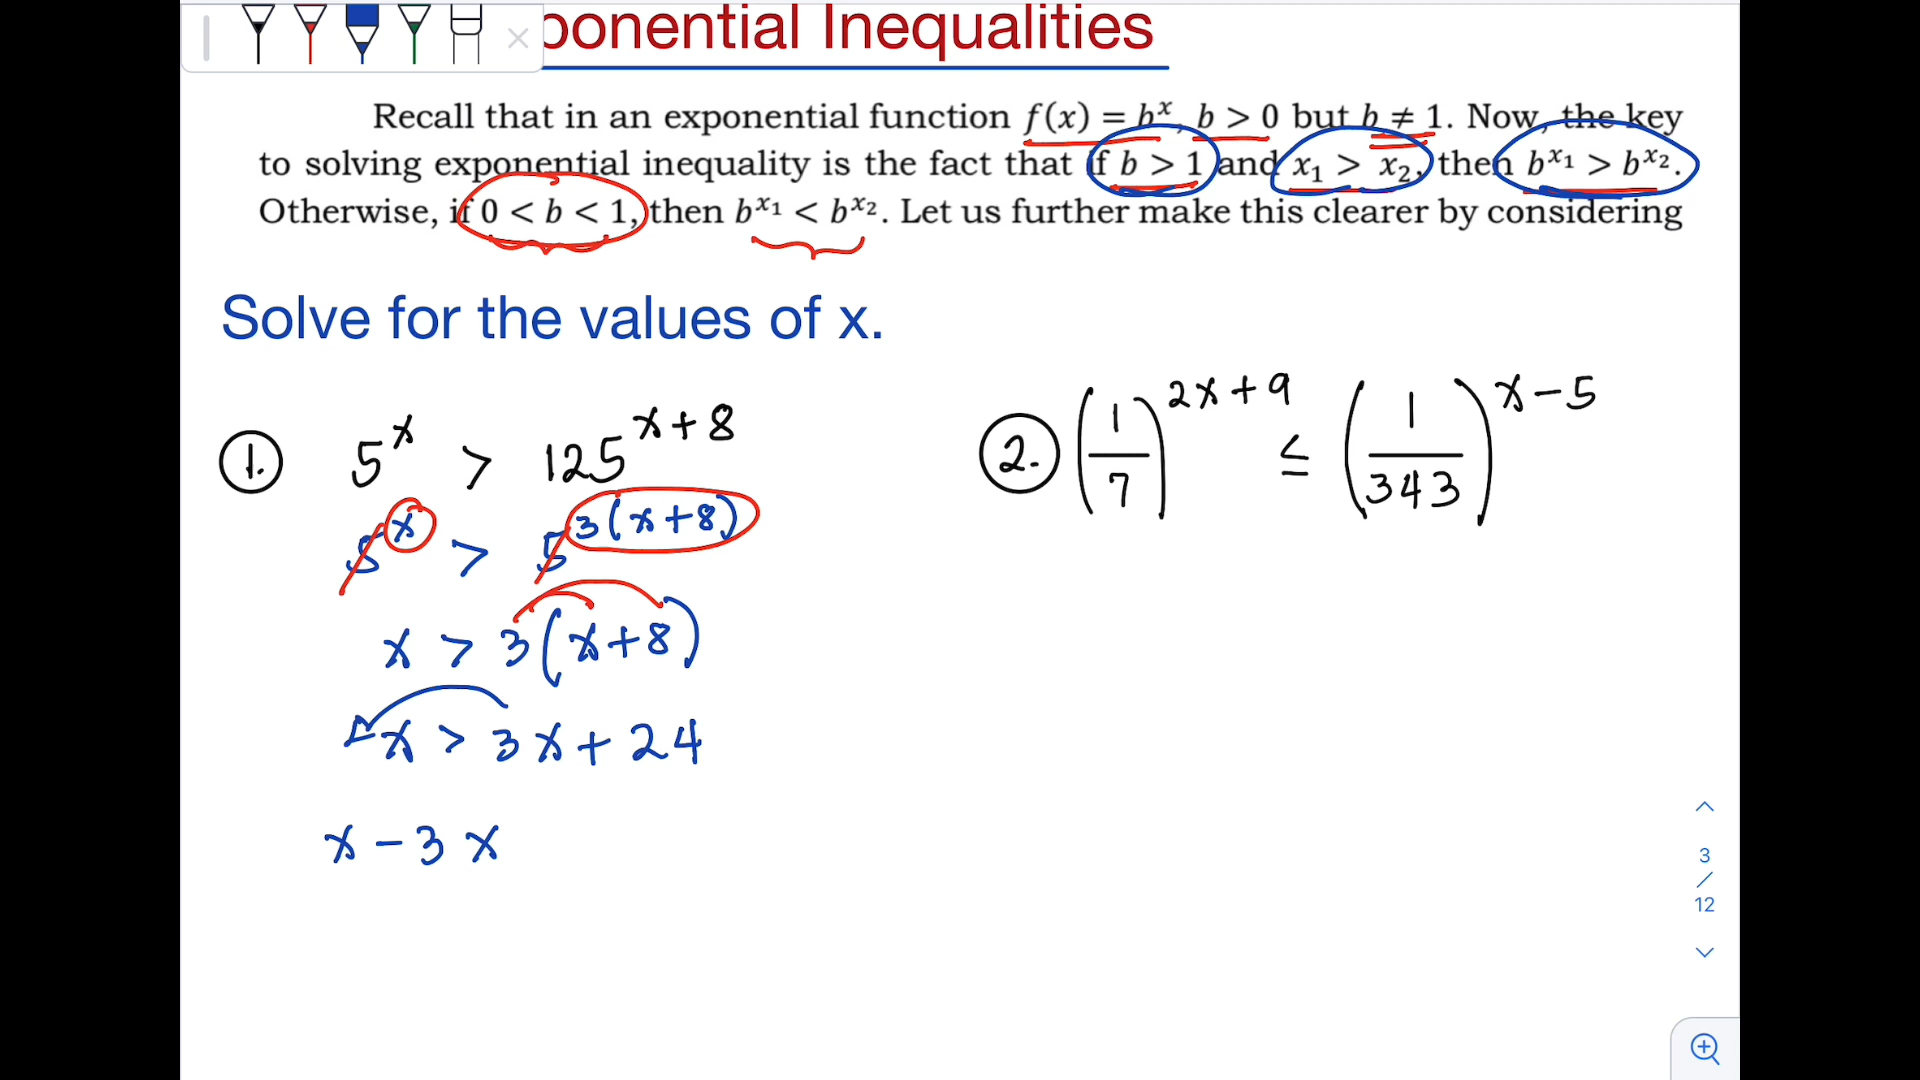 ponential Inequalities
Recall that in an exponential function f(x) = bˣ, b > 0 but b ≠ 1. Now, the key
to solving exponential inequality is the fact that if b > 1 and x₁ > x₂, then b^x₁ > b^x₂.
Otherwise, if 0 < b < 1, then b^x₁ < b^x₂. Let us further make this clearer by considering
Solve for the values of x.
1. 5^x > 125^(x+8)
5^x > 5^3(x+8)
x > 3(x+8)
x > 3x + 24
x - 3x
2. (1/7)^(2x+9) ≤ (1/343)^(x-5)
3
/
12